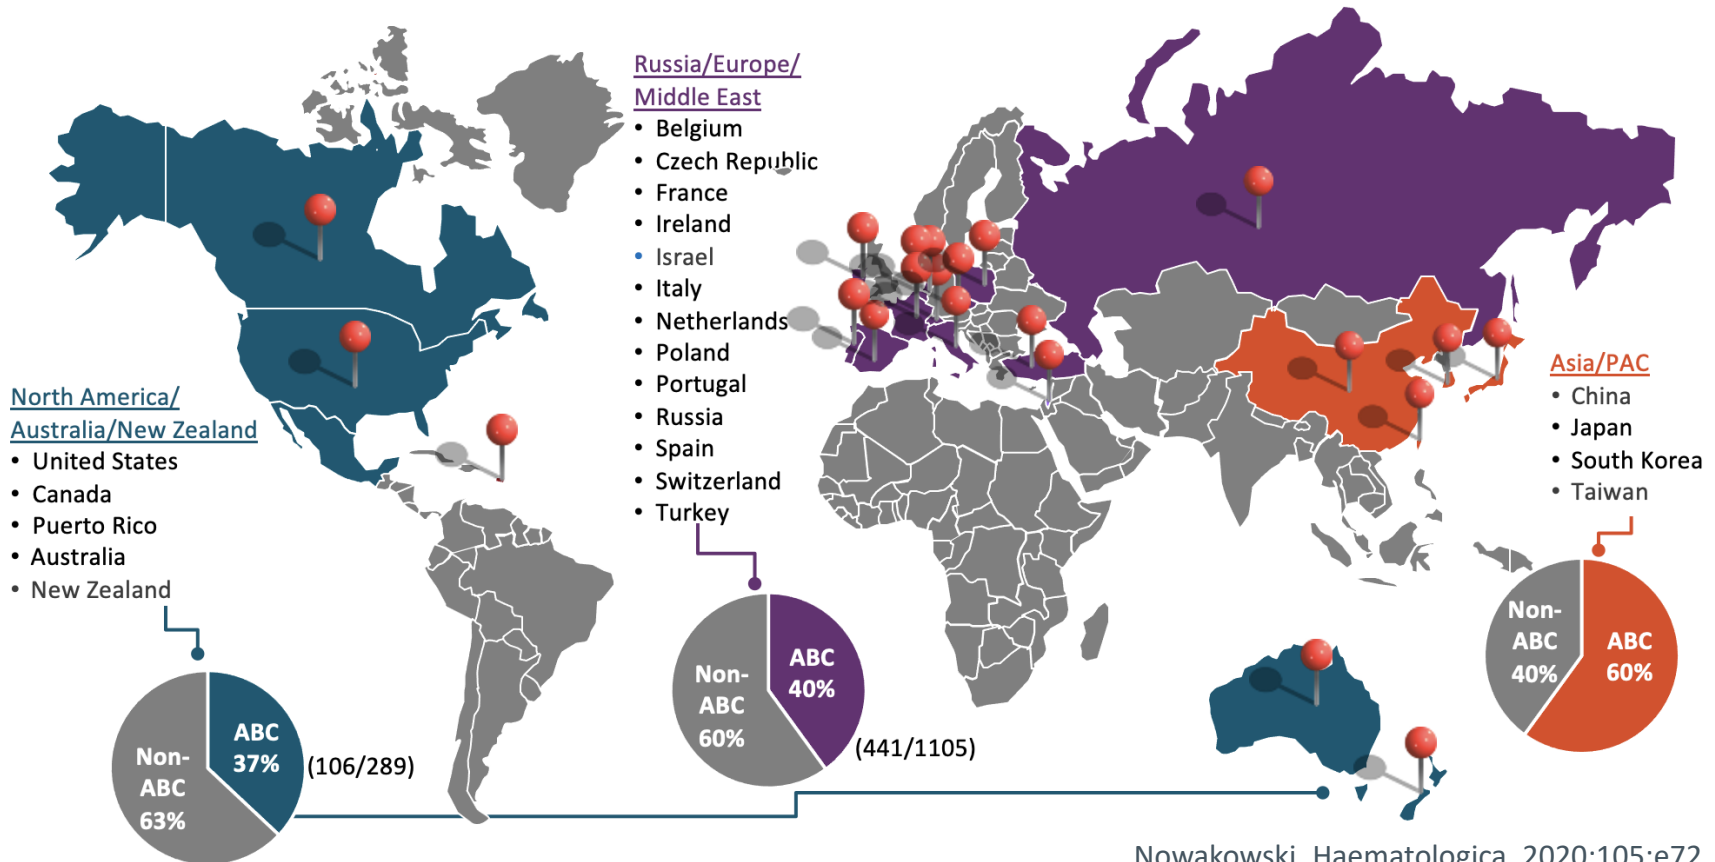 Russia/Europe/
Middle East
• Belgium
• Czech Republic
• France
• Ireland
• Israel
• Italy
• Netherlands
• Poland
• Portugal
• Russia
• Spain
• Switzerland
• Turkey
North America/
Australia/New Zealand
• United States
• Canada
• Puerto Rico
• Australia
• New Zealand
Asia/PAC
• China
• Japan
• South Korea
• Taiwan
Non-
ABC
63%
ABC
37%
(106/289)
Non-
ABC
60%
ABC
40%
(441/1105)
Non-
ABC
40%
ABC
60%
Nowakowski. Haematologica. 2020;105:e72